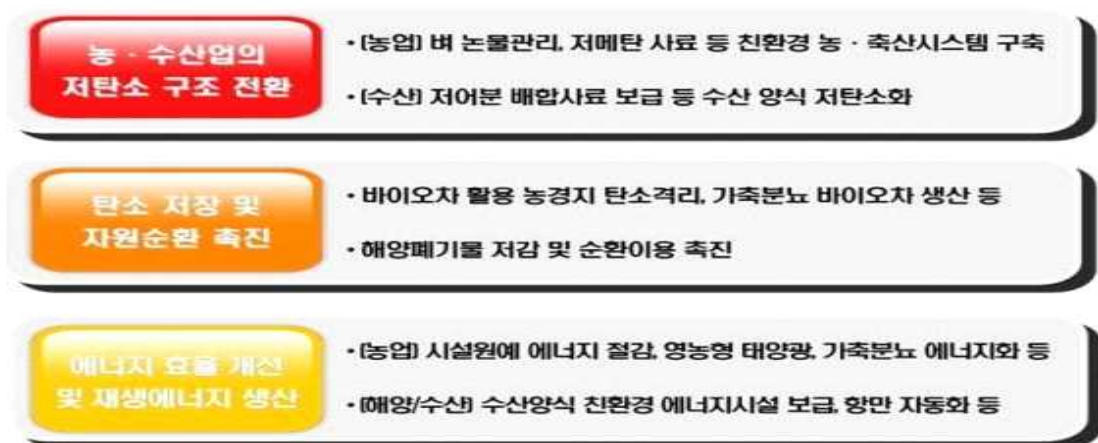 농 · 수산업의
저탄소 구조 전환
• (농업) 벼 논물관리, 저메탄 사료 등 친환경 농 · 축산시스템 구축
• (수산) 저어분 배합사료 보급 등 수산 양식 저탄소화
탄소 저장 및
자원순환 촉진
• 바이오차 활용 농경지 탄소격리, 가축분뇨 바이오차 생산 등
• 해양폐기물 저감 및 순환이용 촉진
에너지 효율 개선
및 재생에너지 생산
• (농업) 시설원예 에너지 절감, 영농형 태양광, 가축분뇨 에너지화 등
• (해양/수산) 수산양식 친환경 에너지시설 보급, 항만 자동화 등